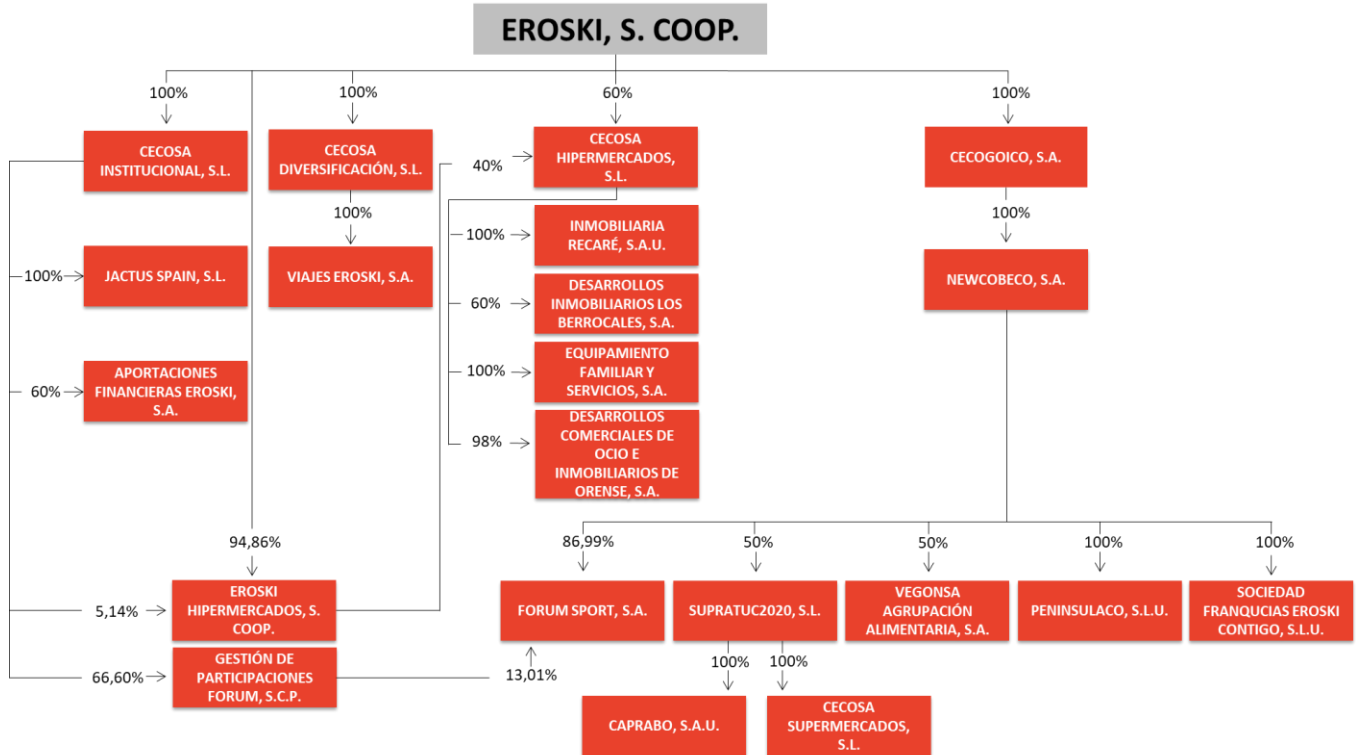 EROSKI, S. COOP.
100%
100%
60%
100%
CECOSA
INSTITUCIONAL, S.L.
CECOSA
DIVERSIFICACIÓN, S.L.
40%
CECOSA
HIPERMERCADOS,
S.L.
CECOGOICO, S.A.
100%
100%
100%
INMOBILIARIA
RECARÉ, S.A.U.
100%
JACTUS SPAIN, S.L.
VIAJES EROSKI, S.A.
NEWCOBECO, S.A.
60%
DESARROLLOS
INMOBILIARIOS LOS
BERROCALES, S.A.
60%
APORTACIONES
FINANCIERAS EROSKI,
S.A.
100%
EQUIPAMIENTO
FAMILIAR Y
SERVICIOS, S.A.
98%
DESARROLLOS
COMERCIALES DE
OCIO E
INMOBILIARIOS DE
ORENSE, S.A.
94,86%
86,99%
50%
50%
100%
100%
5,14%
EROSKI
HIPERMERCADOS, S.
COOP.
FORUM SPORT, S.A.
SUPRATUC2020, S.L.
VEGONSA
AGRUPACIÓN
ALIMENTARIA, S.A.
PENINSULACO, S.L.U.
SOCIEDAD
FRANQUCIAS EROSKI
CONTIGO, S.L.U.
66,60%
GESTIÓN DE
PARTICIPACIONES
FORUM, S.C.P.
13,01%
100%
100%
CAPRABO, S.A.U.
CECOSA
SUPERMERCADOS,
S.L.